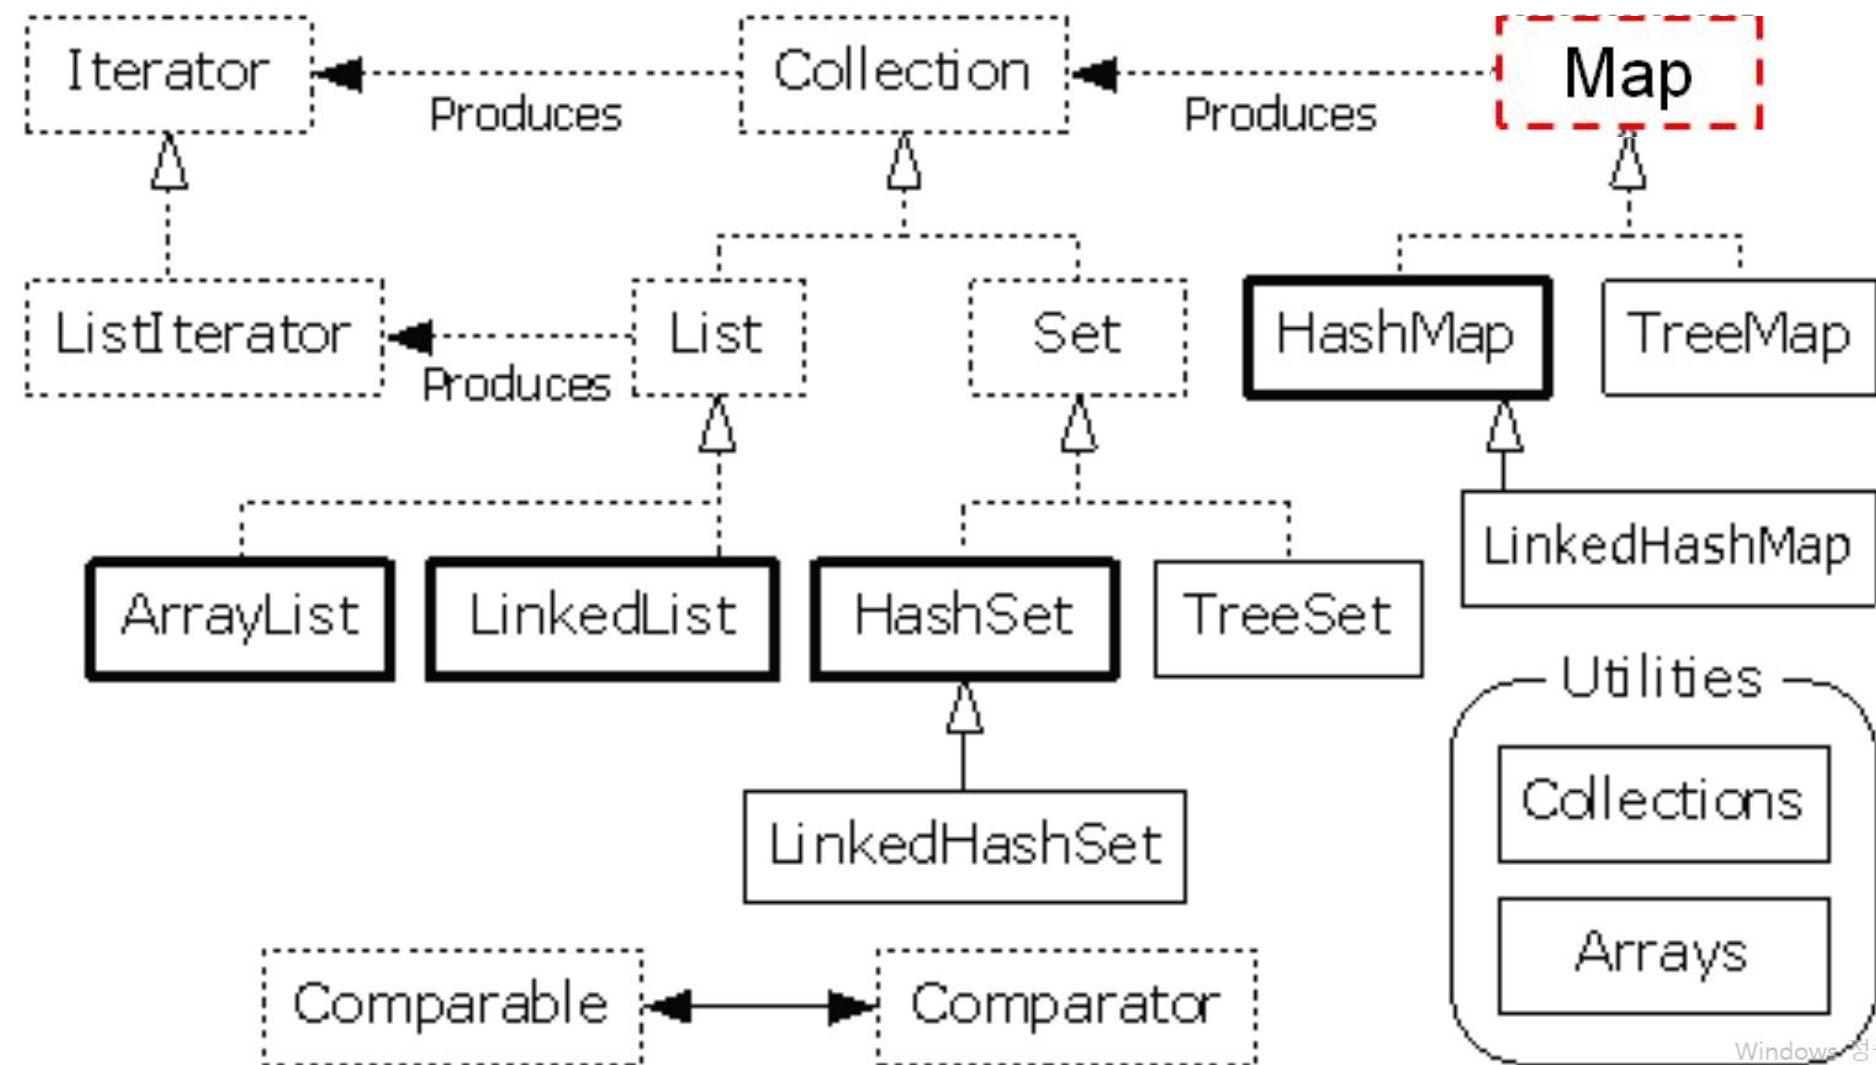 Iterator
Produces
Collection
Produces
Map
ListIterator
Produces
List
Set
HashMap
TreeMap
ArrayList
LinkedList
HashSet
TreeSet
LinkedHashMap
LinkedHashSet
Utilities
Collections
Arrays
Comparable
Comparator
Windows